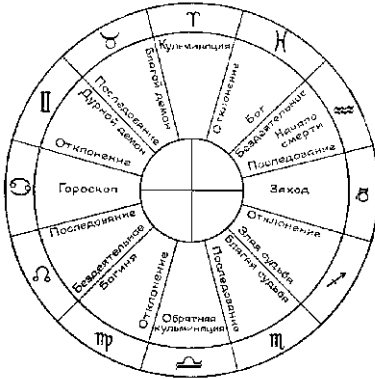 Кульминация
Отклонение
Бог
Бездеятельное
Начало
смерти
Последование
Заход
Отклонение
Злая судьба
Благая судьба
Последование
Обратная
кульминация
Отклонение
Бездеятельное
Богиня
Последование
Гороскоп
Отклонение
Последование
Дурной демон
Благой демон